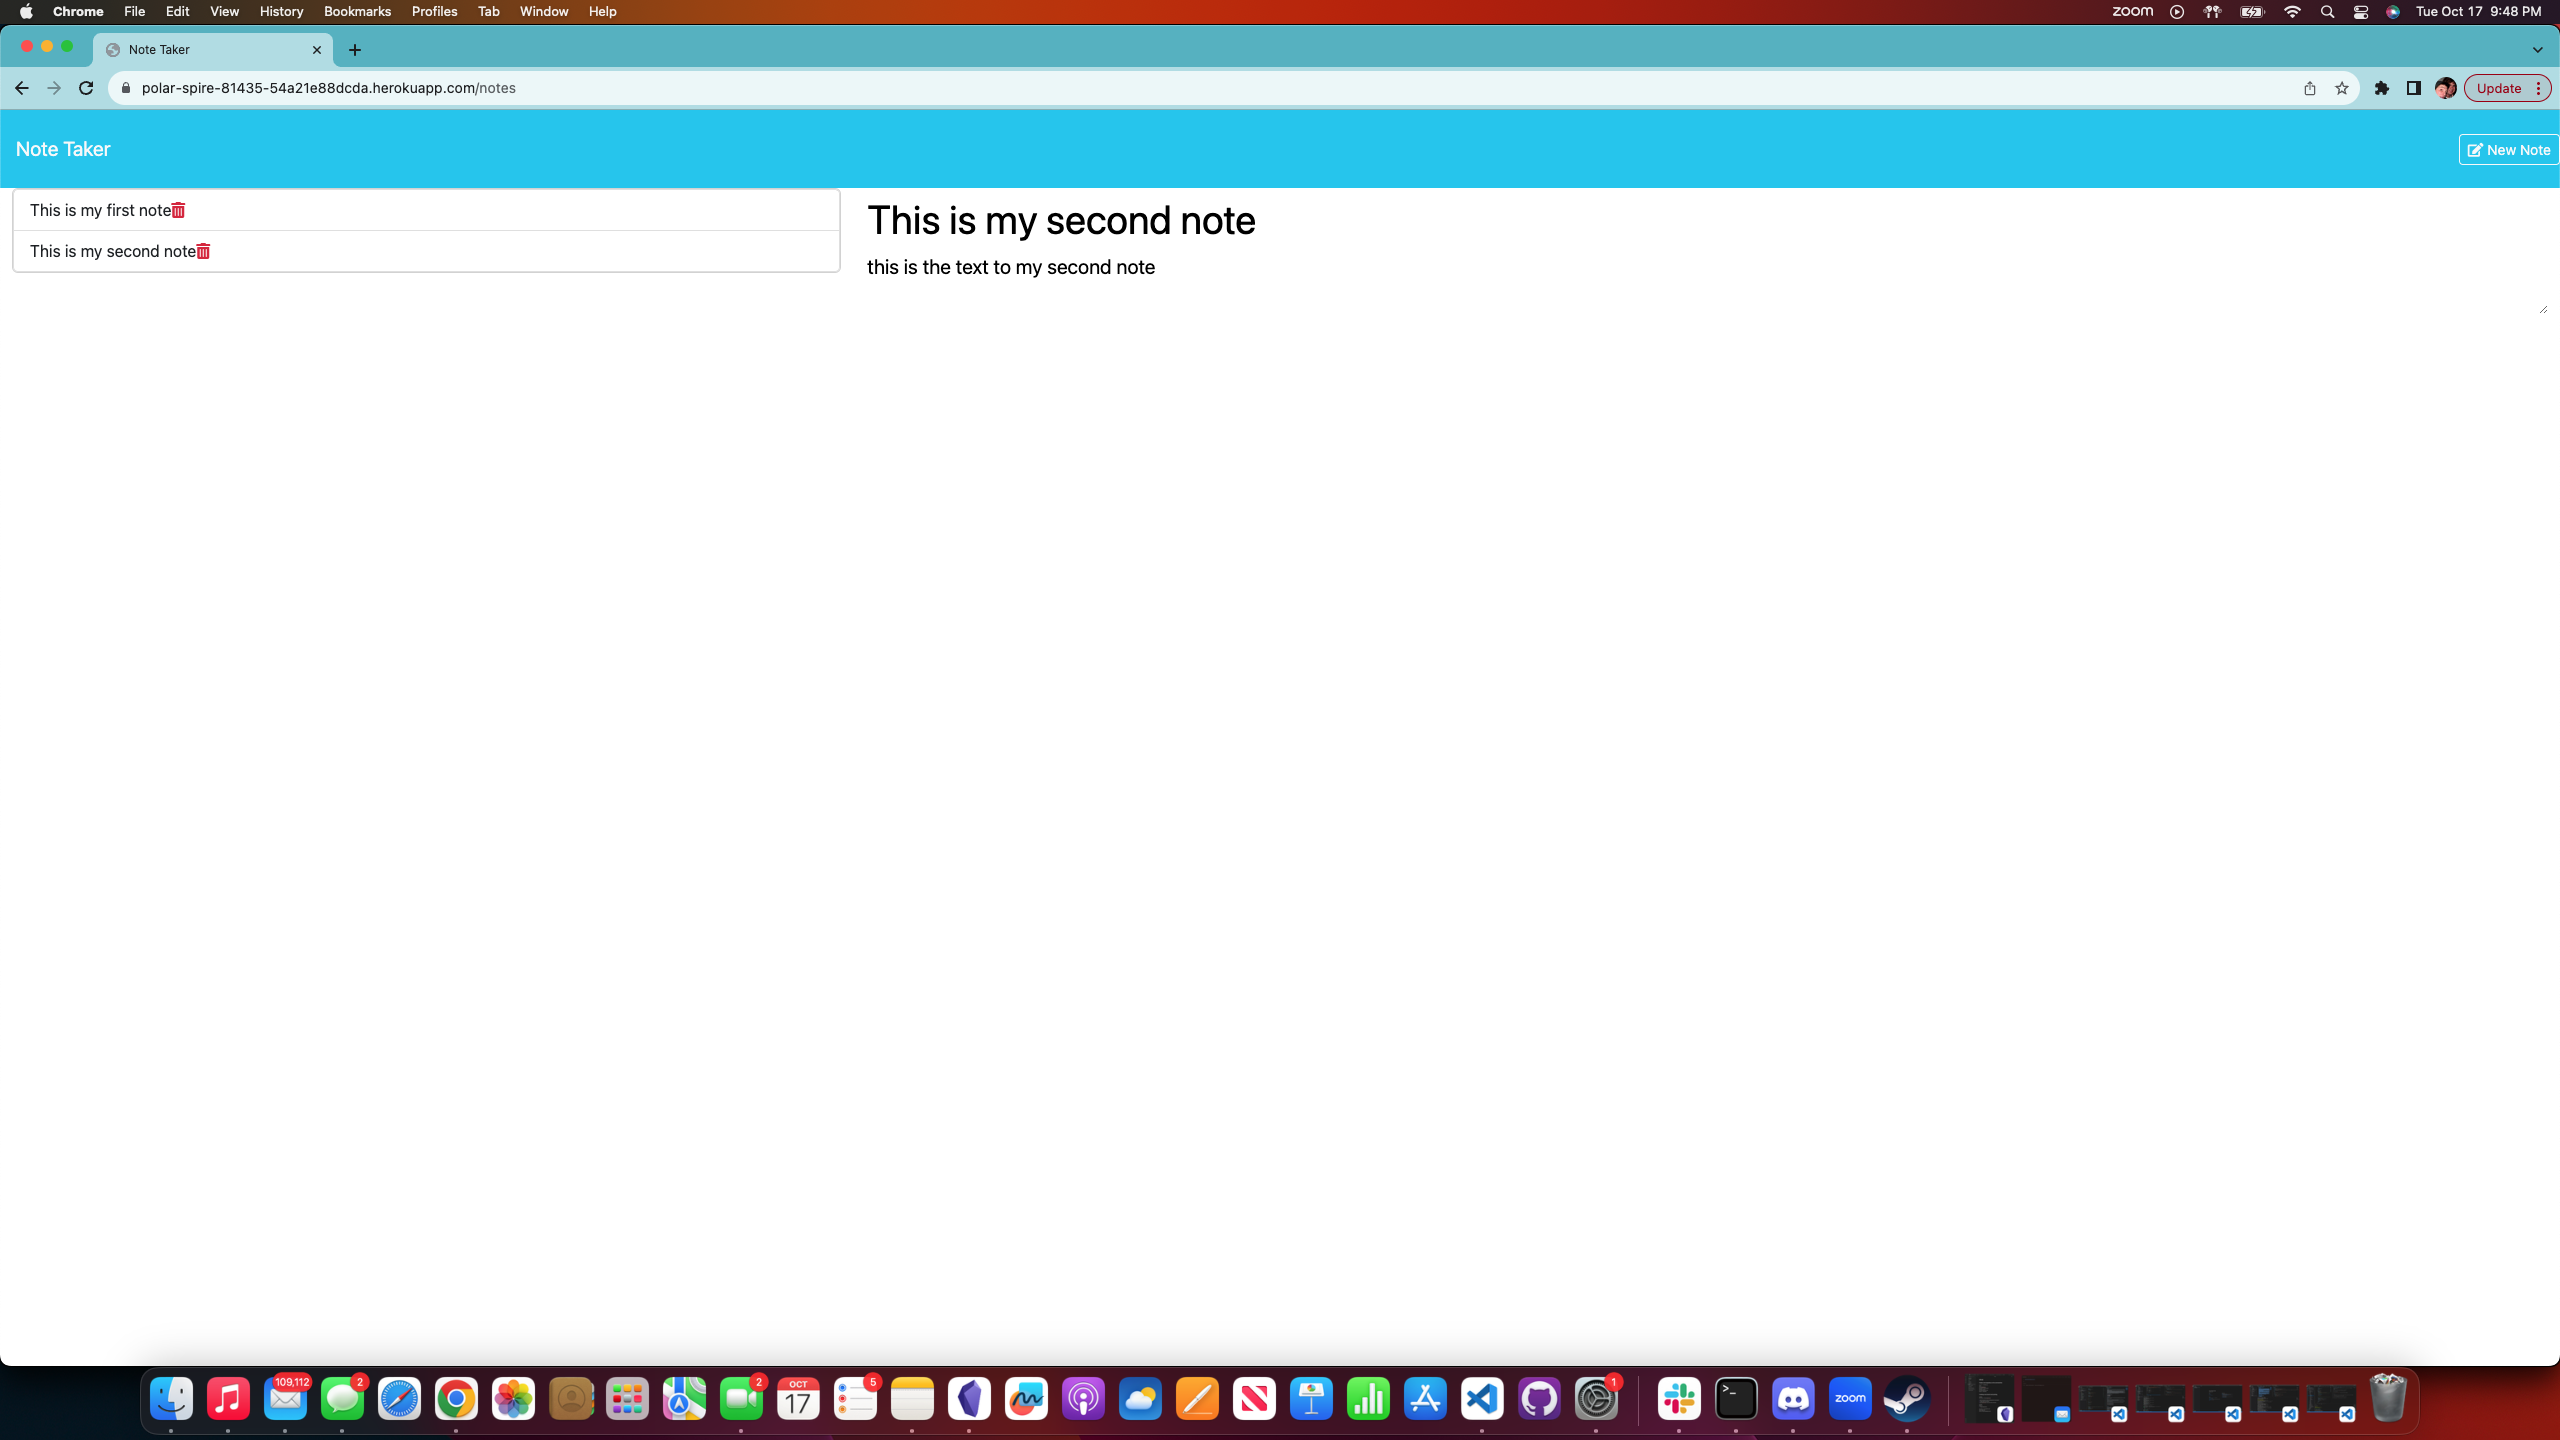 Chrome File Edit View History Bookmarks Profiles Tab Window Help zoom Tue Oct 17 9:48 PM
Note Taker
polar-spire-81435-54a21e88dcda.herokuapp.com/notes Update
Note Taker New Note
This is my first note
This is my second note
This is my second note
this is the text to my second note
109,112 2 2 OCT 17 5 1 zoom